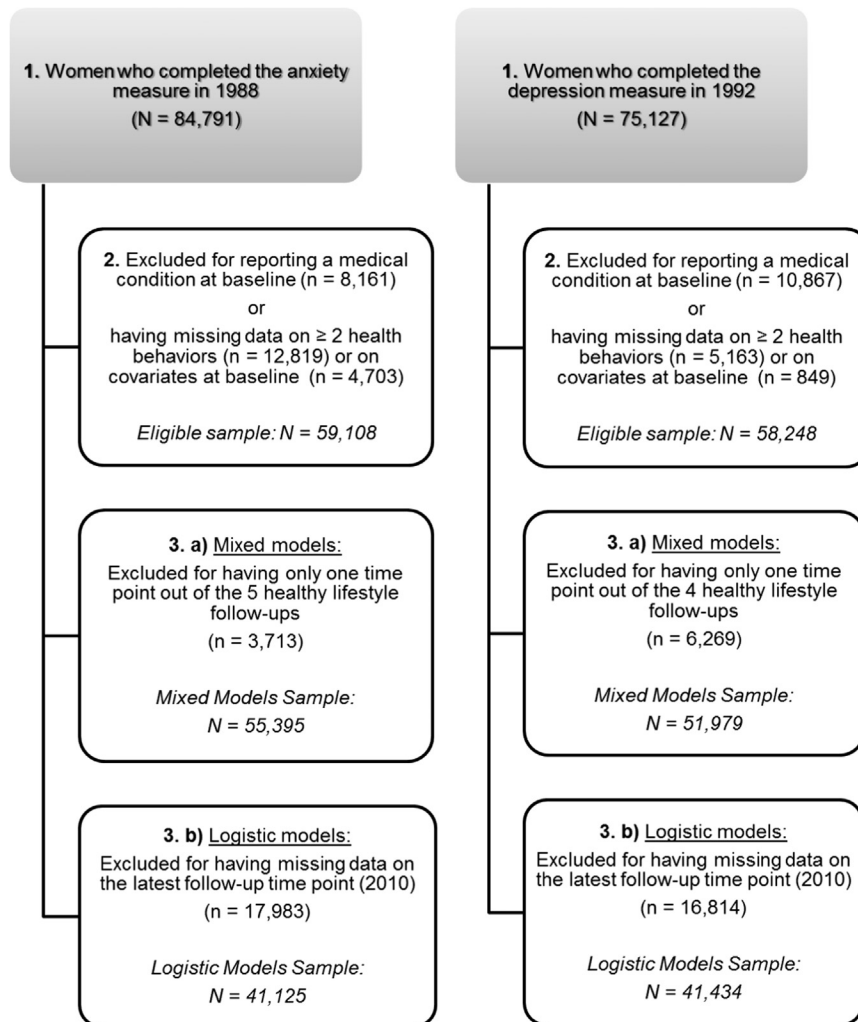 1. Women who completed the anxiety
measure in 1988
(N = 84,791)
2. Excluded for reporting a medical
condition at baseline (n = 8,161)
or
having missing data on ≥ 2 health
behaviors (n = 12,819) or on
covariates at baseline (n = 4,703)
Eligible sample: N = 59,108
3. a) Mixed models:
Excluded for having only one time
point out of the 5 healthy lifestyle
follow-ups
(n = 3,713)
Mixed Models Sample:
N = 55,395
3. b) Logistic models:
Excluded for having missing data on
the latest follow-up time point (2010)
(n = 17,983)
Logistic Models Sample:
N = 41,125
1. Women who completed the
depression measure in 1992
(N = 75,127)
2. Excluded for reporting a medical
condition at baseline (n = 10,867)
or
having missing data on ≥ 2 health
behaviors (n = 5,163) or on
covariates at baseline (n = 849)
Eligible sample: N = 58,248
3. a) Mixed models:
Excluded for having only one time
point out of the 4 healthy lifestyle
follow-ups
(n = 6,269)
Mixed Models Sample:
N = 51,979
3. b) Logistic models:
Excluded for having missing data on
the latest follow-up time point (2010)
(n = 16,814)
Logistic Models Sample:
N = 41,434